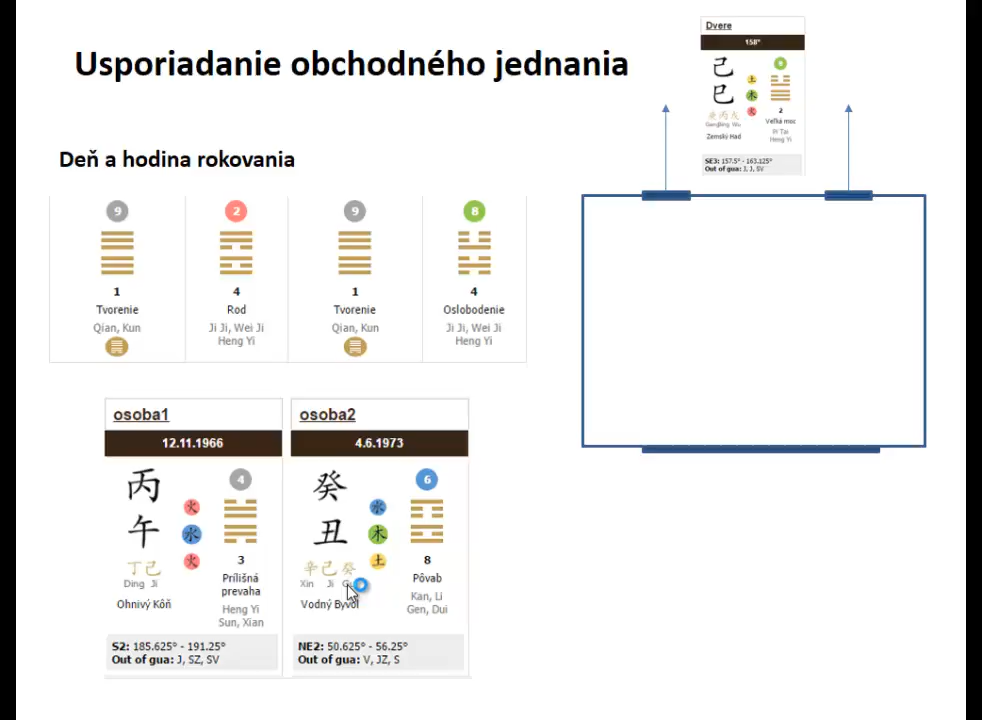 Usporiadanie obchodného jednania
Dvere
158°
己
巳
土
木
火
8
2
Veľká moc
Pi Tai
Heng Yi
Zemský Had
SE3: 157.5° - 163.125°
Out of gua: J, J, SV
Deň a hodina rokovania
9 2 9 8
1 4 1 4
Tvorenie Rod Tvorenie Oslobodenie
Qian, Kun Ji Ji, Wei Ji Qian, Kun Ji Ji, Wei Ji
Heng Yi Heng Yi
osoba1
12.11.1966
丙
午
火
水
火
4
丁己
Ding Ji
Ohnivý Kôň
3
Prílišná
prevaha
Heng Yi
Sun, Xian
S2: 185.625° - 191.25°
Out of gua: J, SZ, SV
osoba2
4.6.1973
癸
丑
水
木
土
6
辛己癸
Xin Ji
Vodný Byvol
8
Pôvab
Kan, Li
Gen, Dui
NE2: 50.625° - 56.25°
Out of gua: V, JZ, S